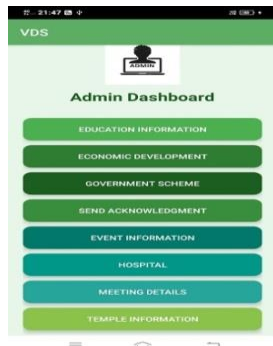 21:47
VDS
ADMIN
Admin Dashboard
EDUCATION INFORMATION
ECONOMIC DEVELOPMENT
GOVERNMENT SCHEME
SEND ACKNOWLEDGMENT
EVENT INFORMATION
HOSPITAL
MEETING DETAILS
TEMPLE INFORMATION